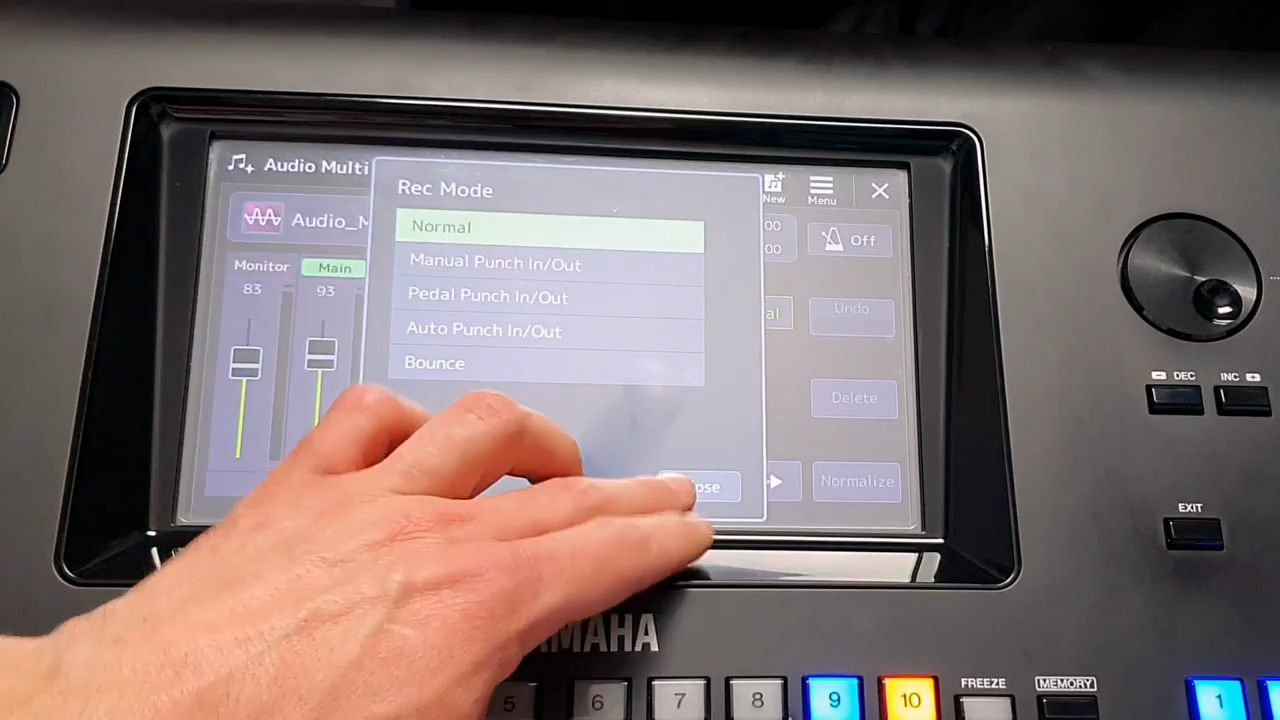 Audio Multi
New
Menu
Rec Mode
Audio_M
00
00
Off
Normal
Monitor
Main
Manual Punch In/Out
83
93
Pedal Punch In/Out
al
Undo
Auto Punch In/Out
Bounce
DEC
INC
Delete
ose
Normalize
EXIT
AMAHA
FREEZE
MEMORY
5
6
7
8
9
10
1